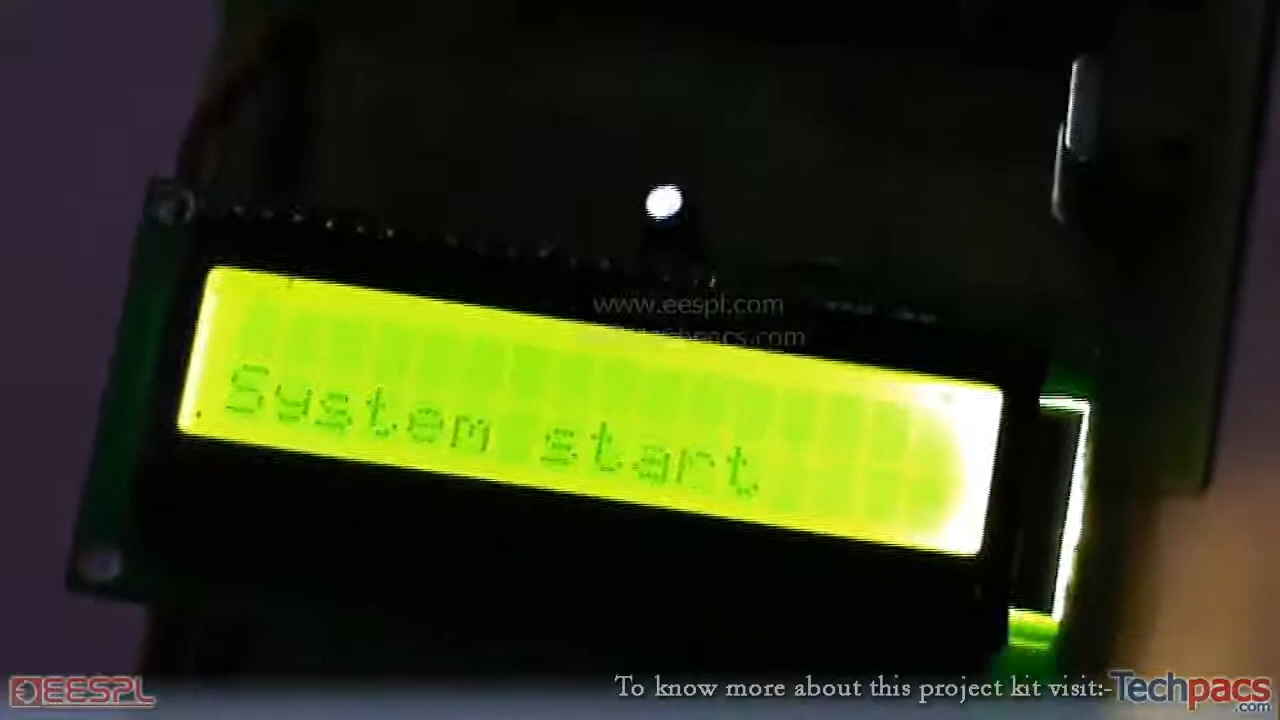 www.eespl.com
System start
EESPL
To know more about this project kit visit:-Techpacs
.com